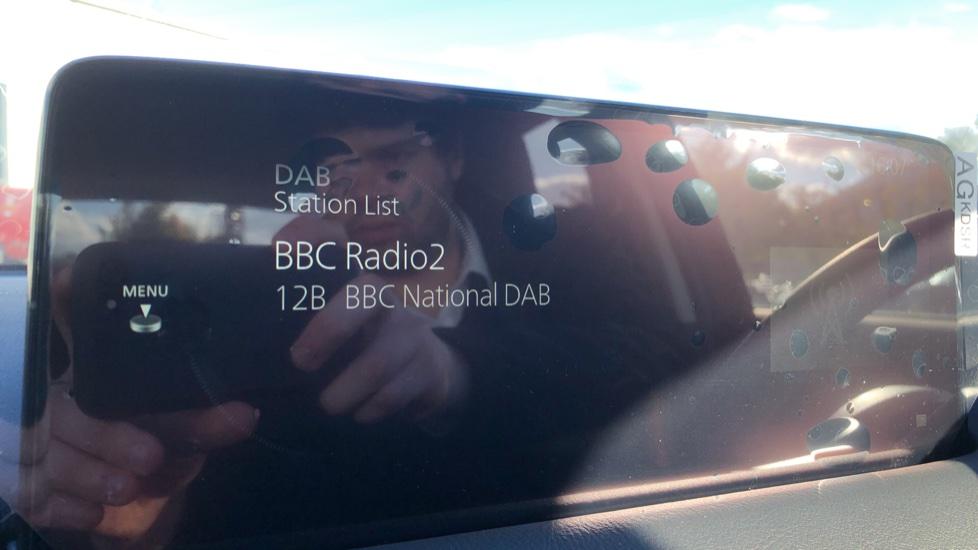 DAB
Station List
BBC Radio2
12B BBC National DAB
MENU